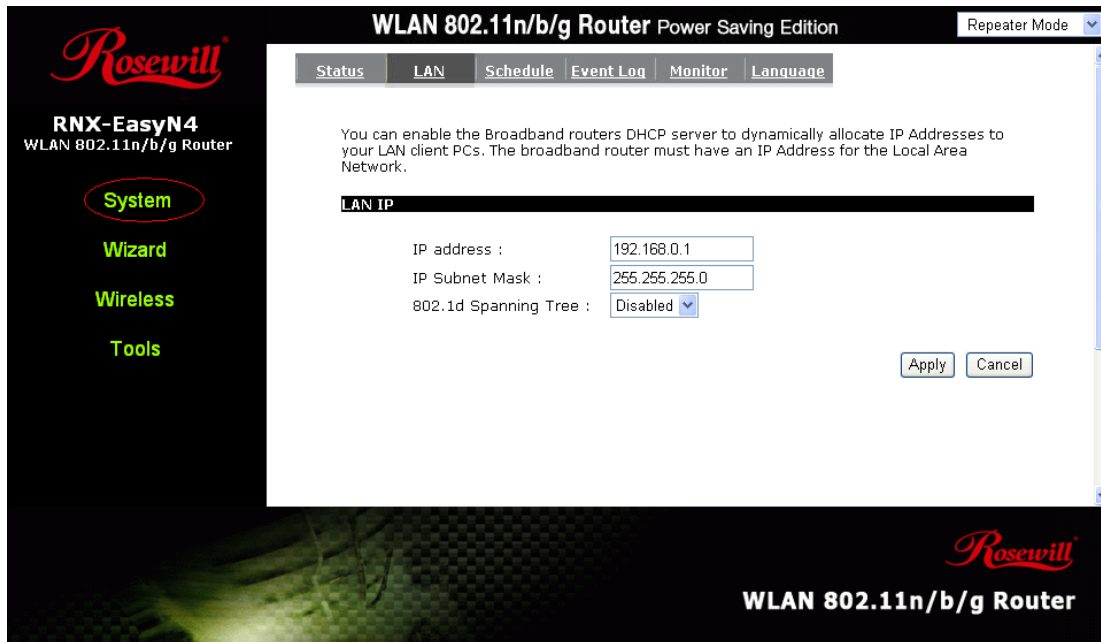 WLAN 802.11n/b/g Router Power Saving Edition
Repeater Mode
Rosewill®
RNX-EasyN4
WLAN 802.11n/b/g Router
System
Wizard
Wireless
Tools
Status LAN Schedule Event Log Monitor Language
You can enable the Broadband routers DHCP server to dynamically allocate IP Addresses to
your LAN client PCs. The broadband router must have an IP Address for the Local Area
Network.
LAN IP
IP address : 192.168.0.1
IP Subnet Mask : 255.255.255.0
802.1d Spanning Tree : Disabled
Apply Cancel
Rosewill
WLAN 802.11n/b/g Router